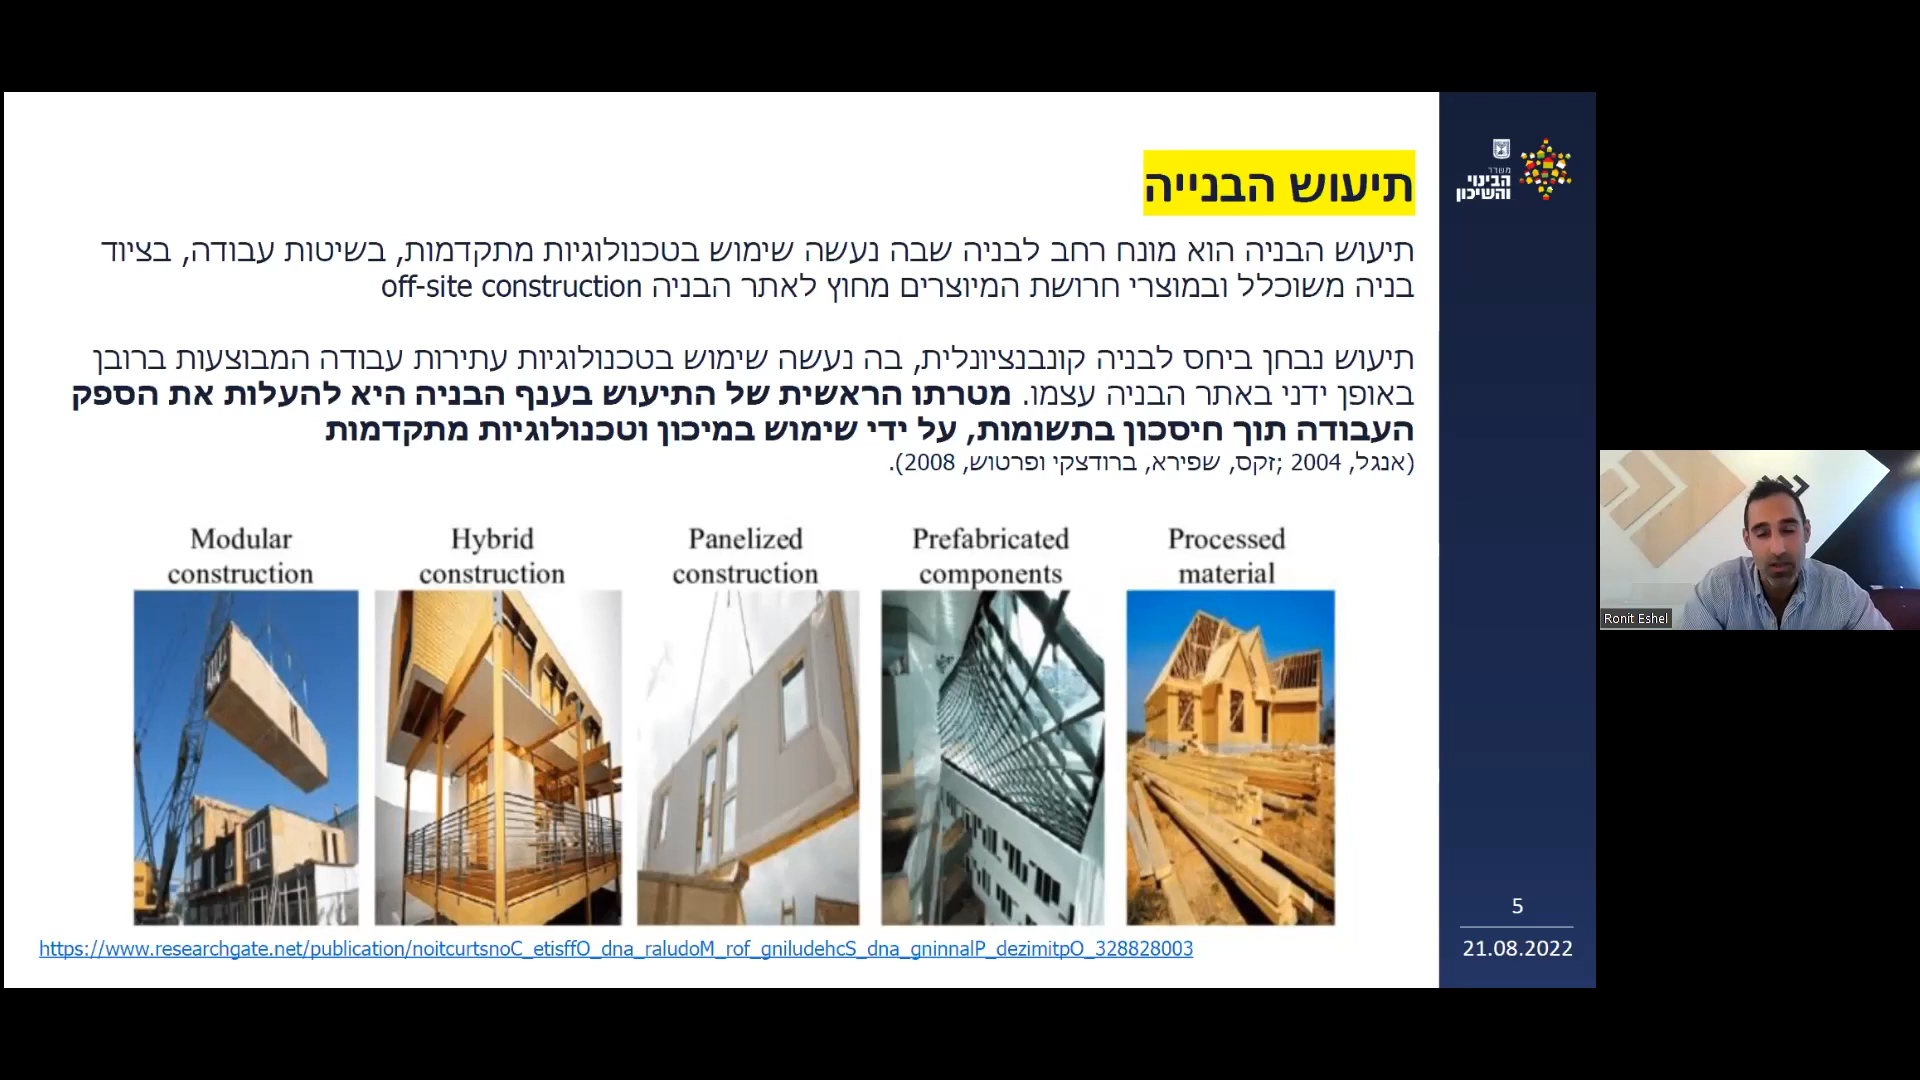 משרד
הבינוי
והשיכון
תיעוש הבנייה
תיעוש הבניה הוא מונח רחב לבניה שבה נעשה שימוש בטכנולוגיות מתקדמות, בשיטות עבודה, בציוד
בניה משוכלל ובמוצרי חרושת המיוצרים מחוץ לאתר הבניה off-site construction
תיעוש נבחן ביחס לבניה קונבנציונלית, בה נעשה שימוש בטכנולוגיות עתירות עבודה המבוצעות ברובן
באופן ידני באתר הבניה עצמו. מטרתו הראשית של התיעוש בענף הבניה היא להעלות את הספק
העבודה תוך חיסכון בתשומות, על ידי שימוש במיכון וטכנולוגיות מתקדמות
(אנגל, 2004 ;זקס, שפירא, ברודצקי ופרטוש, 2008).
Modular
construction
Hybrid
construction
Panelized
construction
Prefabricated
components
Processed
material
https://www.researchgate.net/publication/noitcurtsnoC_etisffO_dna_raludoM_rof_gniludehcS_dna_gninnalP_dezimitpO_328828003
5
21.08.2022
Ronit Eshel